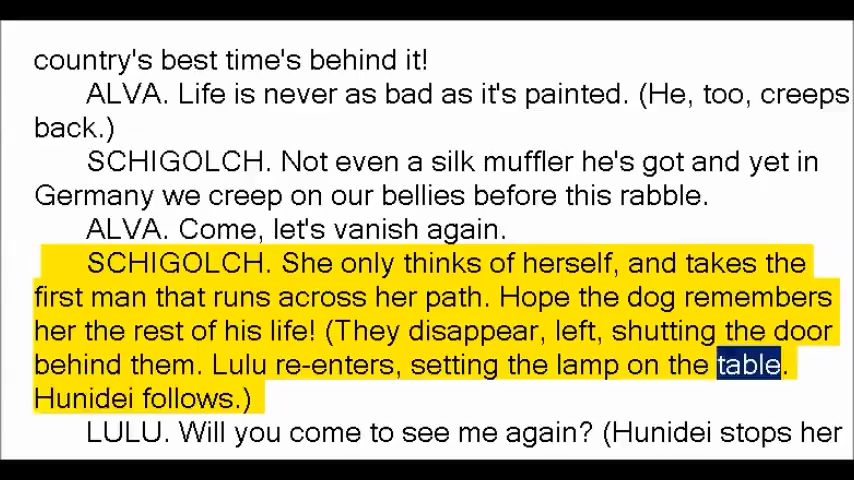 country's best time's behind it!
ALVA. Life is never as bad as it's painted. (He, too, creeps
back.)
SCHIGOLCH. Not even a silk muffler he's got and yet in
Germany we creep on our bellies before this rabble.
ALVA. Come, let's vanish again.
SCHIGOLCH. She only thinks of herself, and takes the
first man that runs across her path. Hope the dog remembers
her the rest of his life! (They disappear, left, shutting the door
behind them. Lulu re-enters, setting the lamp on the table.
Hunidei follows.)
LULU. Will you come to see me again? (Hunidei stops her